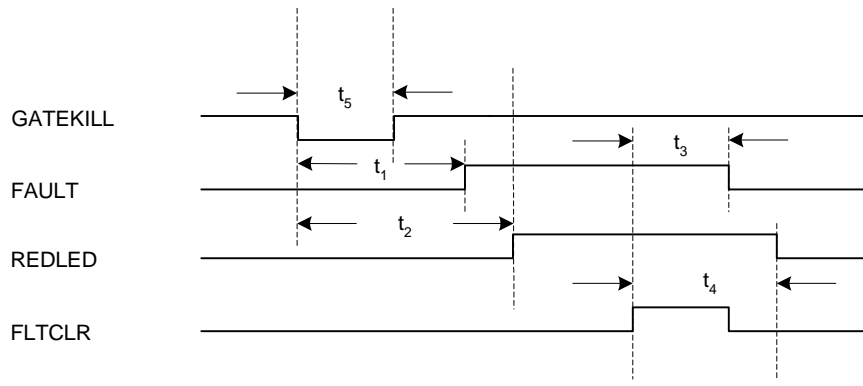 t5
GATEKILL
t3
t1
FAULT
t2
REDLED
t4
FLTCLR